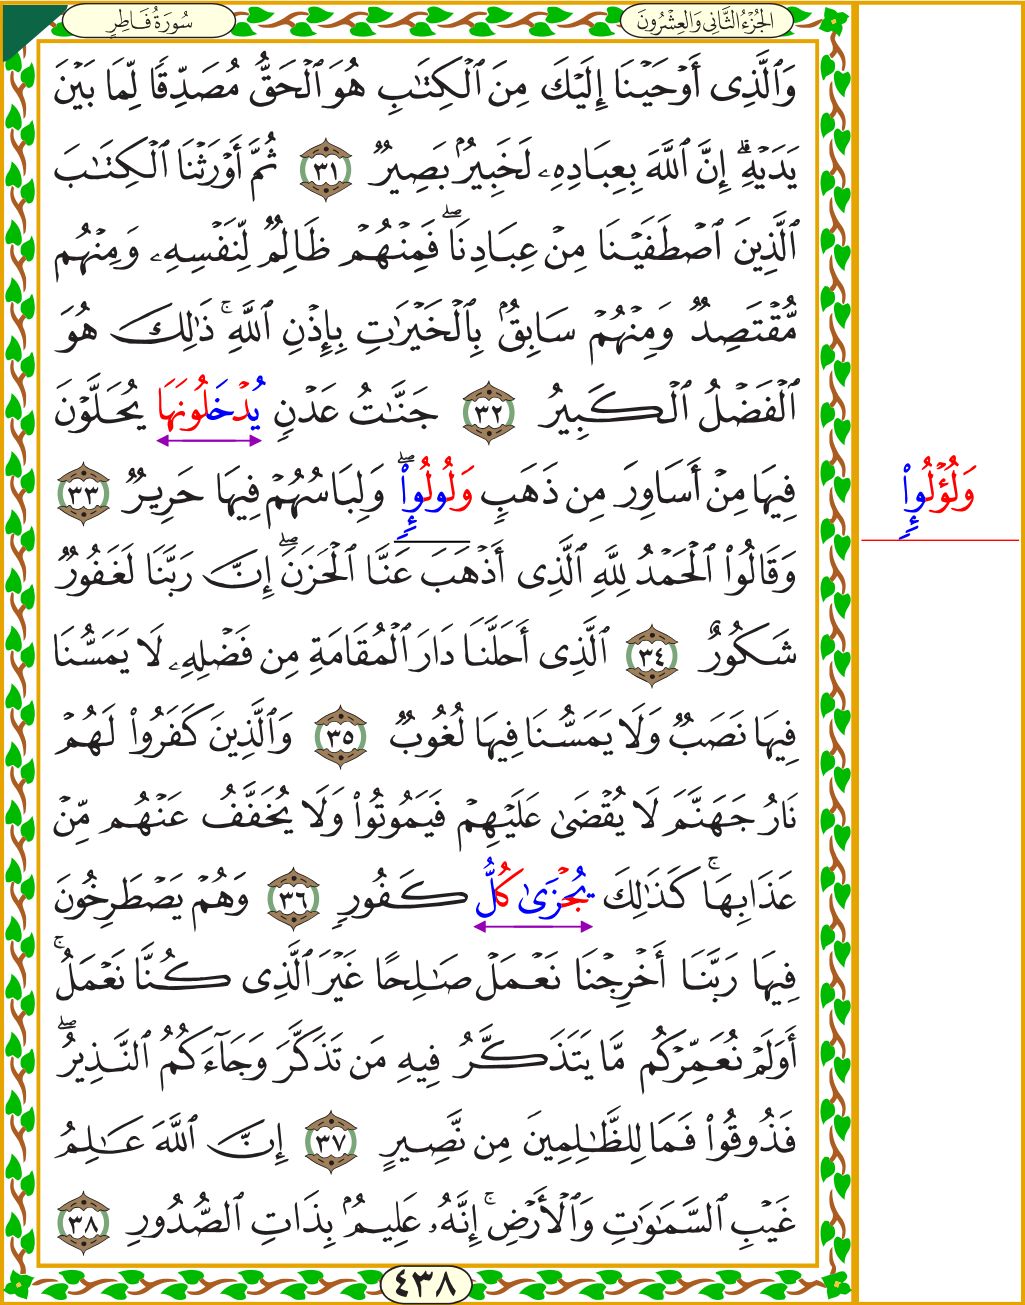 الجُزْءُ الثَّانِي وَالعِشْرُونَ
سُورَةُ فَاطِرٍ
وَٱلَّذِى أَوۡحَيۡنَا إِلَيۡكَ مِنَ ٱلۡكِتَٰبِ هُوَ ٱلۡحَقُّ مُصَدِّقٗا لِّمَا بَيۡنَ
يَدَيۡهِۗ إِنَّ ٱللَّهَ بِعِبَادِهِۦ لَخَبِيرُۢ بَصِيرٞ ٣١ ثُمَّ أَوۡرَثۡنَا ٱلۡكِتَٰبَ
ٱلَّذِينَ ٱصۡطَفَيۡنَا مِنۡ عِبَادِنَاۖ فَمِنۡهُمۡ ظَالِمٞ لِّنَفۡسِهِۦ وَمِنۡهُم
مُّقۡتَصِدٞ وَمِنۡهُمۡ سَابِقُۢ بِٱلۡخَيۡرَٰتِ بِإِذۡنِ ٱللَّهِۚ ذَٰلِكَ هُوَ
ٱلۡفَضۡلُ ٱلۡكَبِيرُ ٣٢ جَنَّٰتُ عَدۡنٖ يُدۡخَلُونَهَا يُحَلَّوۡنَ
فِيهَا مِنۡ أَسَاوِرَ مِن ذَهَبٖ وَلُولُوإٖۖ وَلِبَاسُهُمۡ فِيهَا حَرِيرٞ ٣٣
وَلُؤۡلُوإٖ
وَقَالُواْ ٱلۡحَمۡدُ لِلَّهِ ٱلَّذِى أَذۡهَبَ عَنَّا ٱلۡحَزَنَۖ إِنَّ رَبَّنَا لَغَفُورٞ
شَكُورٌ ٣٤ ٱلَّذِى أَحَلَّنَا دَارَ ٱلۡمُقَامَةِ مِن فَضۡلِهِۦ لَا يَمَسُّنَا
فِيهَا نَصَبٞ وَلَا يَمَسُّنَا فِيهَا لُغُوبٞ ٣٥ وَٱلَّذِينَ كَفَرُواْ لَهُمۡ
نَارُ جَهَنَّمَ لَا يُقۡضَىٰ عَلَيۡهِمۡ فَيَمُوتُواْ وَلَا يُخَفَّفُ عَنۡهُم مِّنۡ
عَذَابِهَاۚ كَذَٰلِكَ يُجۡزَىٰ كُلُّ كَفُورٖ ٣٦ وَهُمۡ يَصۡطَرِخُونَ
فِيهَا رَبَّنَا أَخۡرِجۡنَا نَعۡمَلۡ صَٰلِحًا غَيۡرَ ٱلَّذِى كُنَّا نَعۡمَلُۚ
أَوَلَمۡ نُعَمِّرۡكُم مَّا يَتَذَكَّرُ فِيهِ مَن تَذَكَّرَ وَجَآءَكُمُ ٱلنَّذِيرُۖ
فَذُوقُواْ فَمَا لِلظَّٰلِمِينَ مِن نَّصِيرٍ ٣٧ إِنَّ ٱللَّهَ عَٰلِمُ
غَيۡبِ ٱلسَّمَٰوَٰتِ وَٱلۡأَرۡضِۚ إِنَّهُۥ عَلِيمُۢ بِذَاتِ ٱلصُّدُورِ ٣٨
٤٣٨